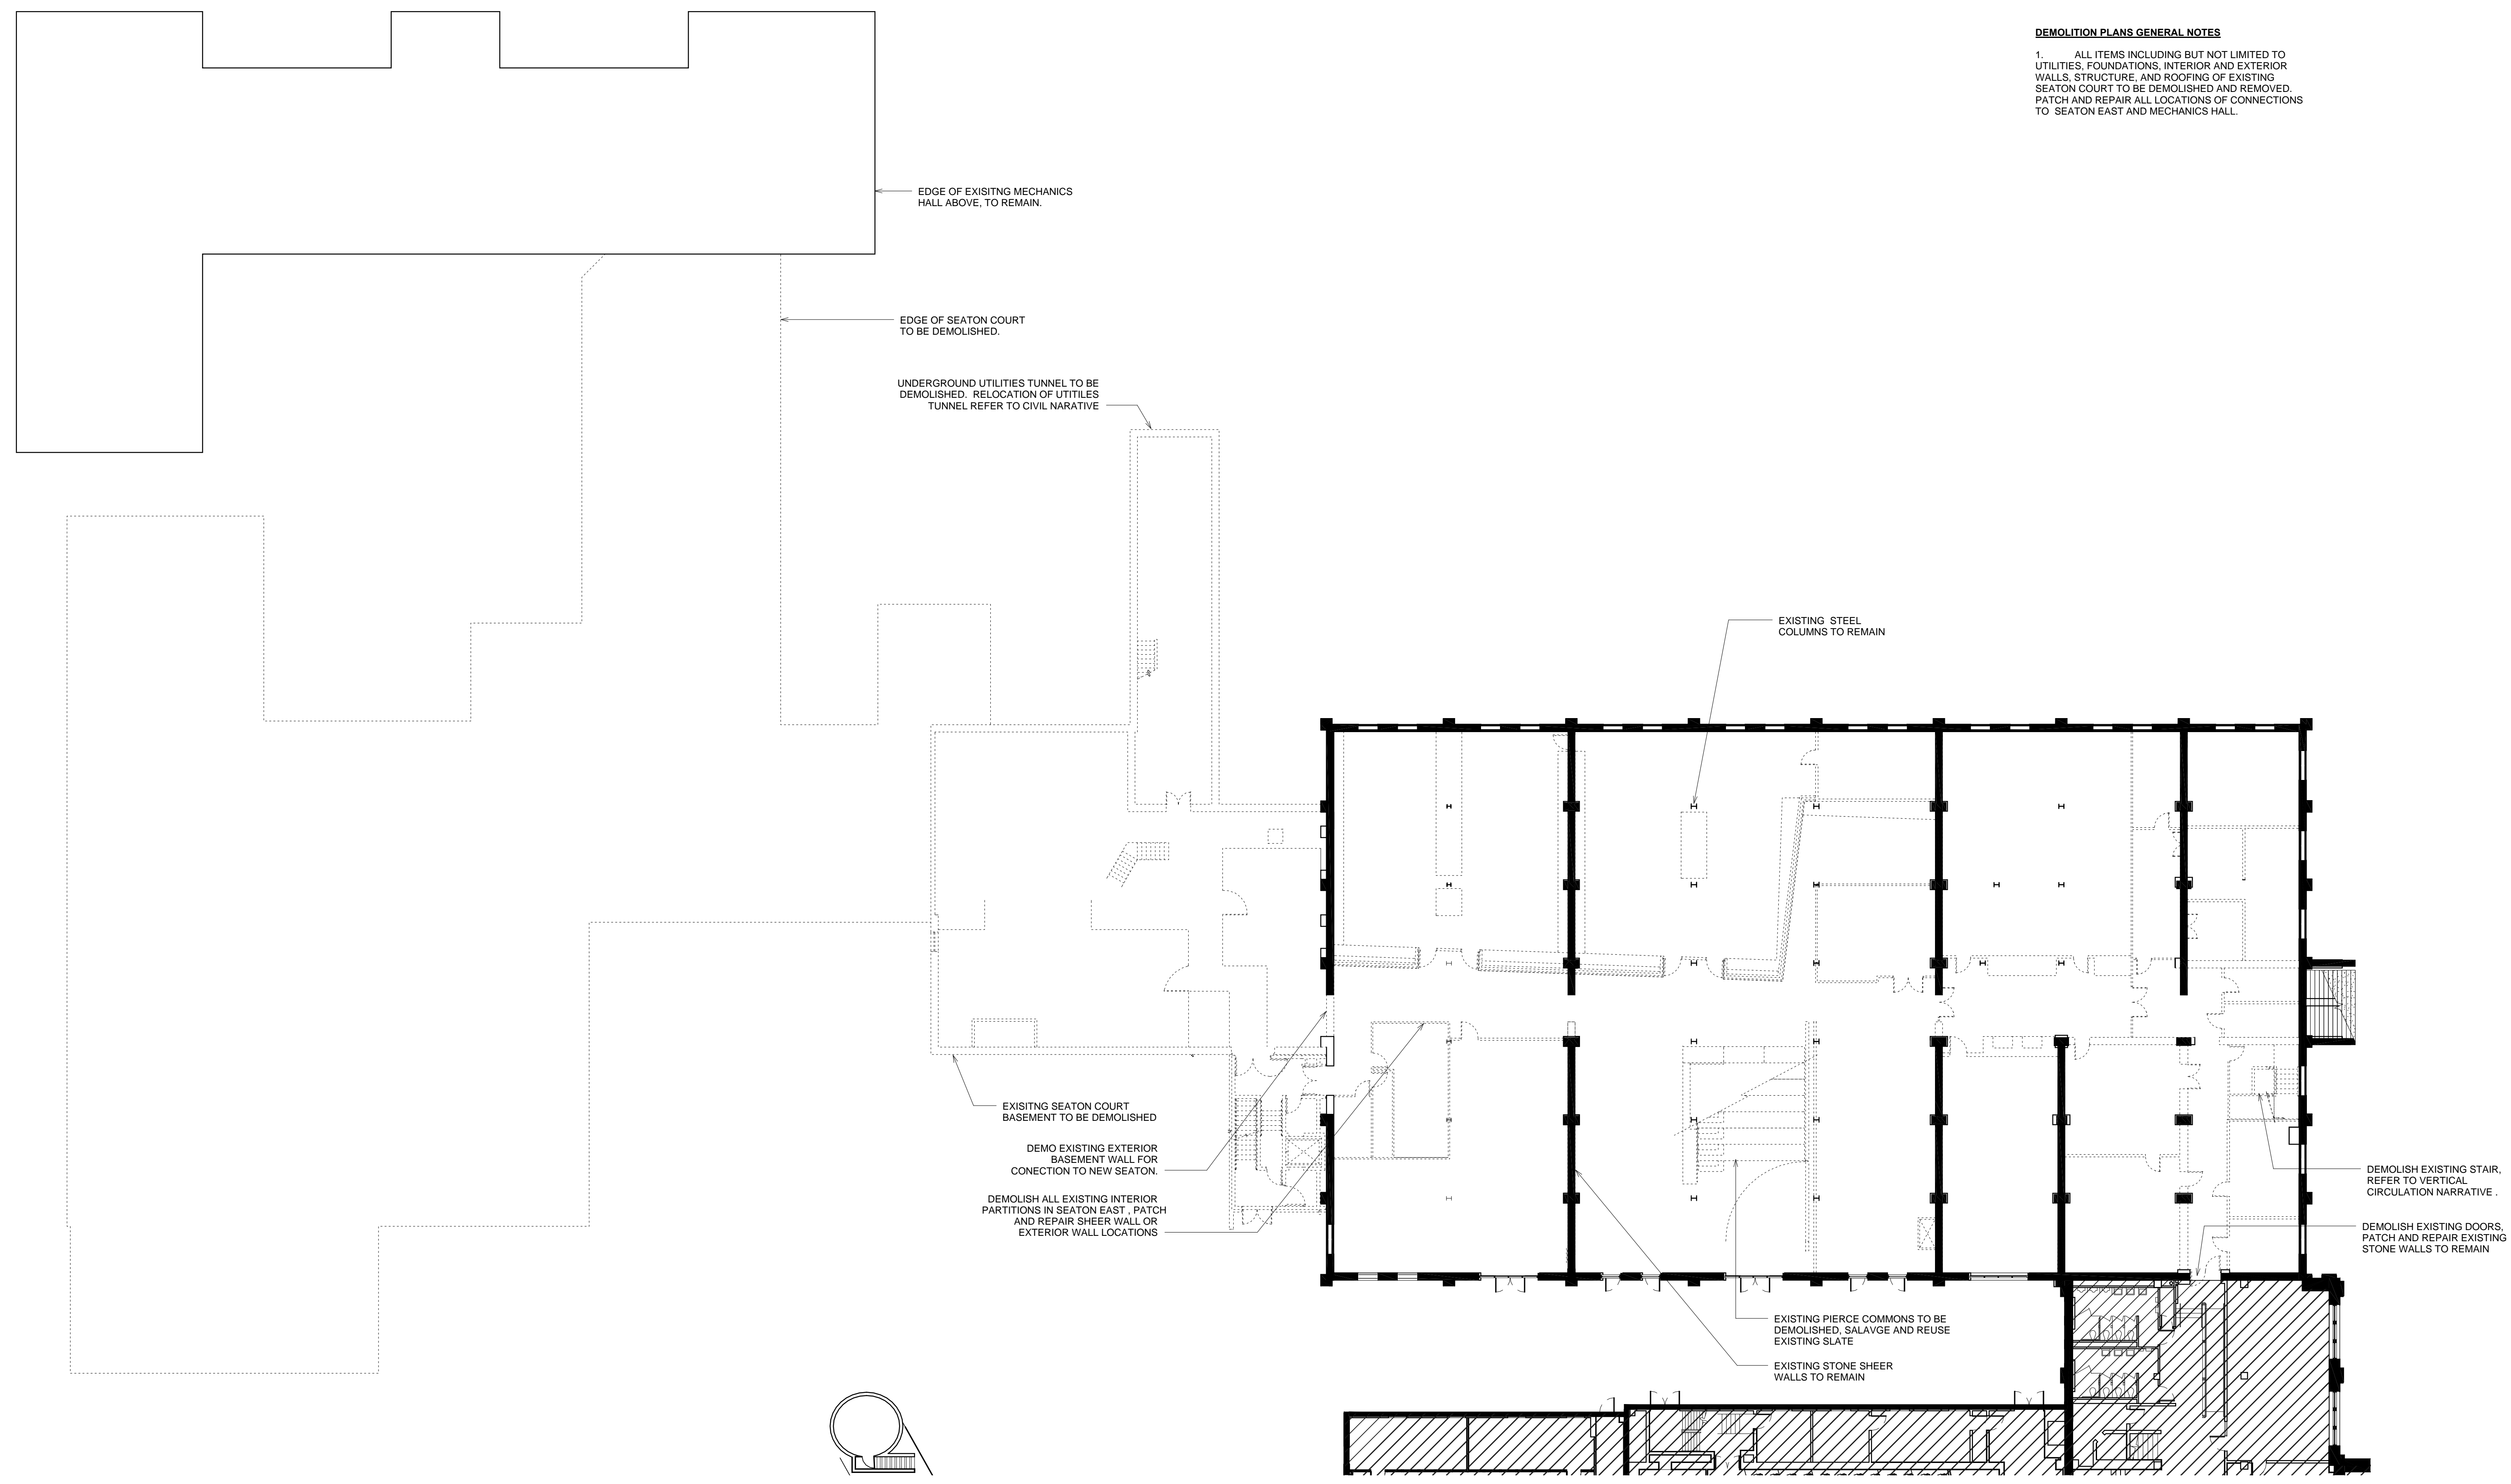 DEMOLITION PLANS GENERAL NOTES
1. ALL ITEMS INCLUDING BUT NOT LIMITED TO
UTILITIES, FOUNDATIONS, INTERIOR AND EXTERIOR
WALLS, STRUCTURE, AND ROOFING OF EXISTING
SEATON COURT TO BE DEMOLISHED AND REMOVED.
PATCH AND REPAIR ALL LOCATIONS OF CONNECTIONS
TO SEATON EAST AND MECHANICS HALL.
EDGE OF EXISITNG MECHANICS
HALL ABOVE, TO REMAIN.
EDGE OF SEATON COURT
TO BE DEMOLISHED.
UNDERGROUND UTILITIES TUNNEL TO BE
DEMOLISHED. RELOCATION OF UTITILES
TUNNEL REFER TO CIVIL NARATIVE
EXISTING STEEL
COLUMNS TO REMAIN
EXISITNG SEATON COURT
BASEMENT TO BE DEMOLISHED
DEMO EXISTING EXTERIOR
BASEMENT WALL FOR
CONECTION TO NEW SEATON.
DEMOLISH ALL EXISTING INTERIOR
PARTITIONS IN SEATON EAST , PATCH
AND REPAIR SHEER WALL OR
EXTERIOR WALL LOCATIONS
DEMOLISH EXISTING STAIR,
REFER TO VERTICAL
CIRCULATION NARRATIVE .
DEMOLISH EXISTING DOORS,
PATCH AND REPAIR EXISTING
STONE WALLS TO REMAIN
EXISTING PIERCE COMMONS TO BE
DEMOLISHED, SALAVGE AND REUSE
EXISTING SLATE
EXISTING STONE SHEER
WALLS TO REMAIN